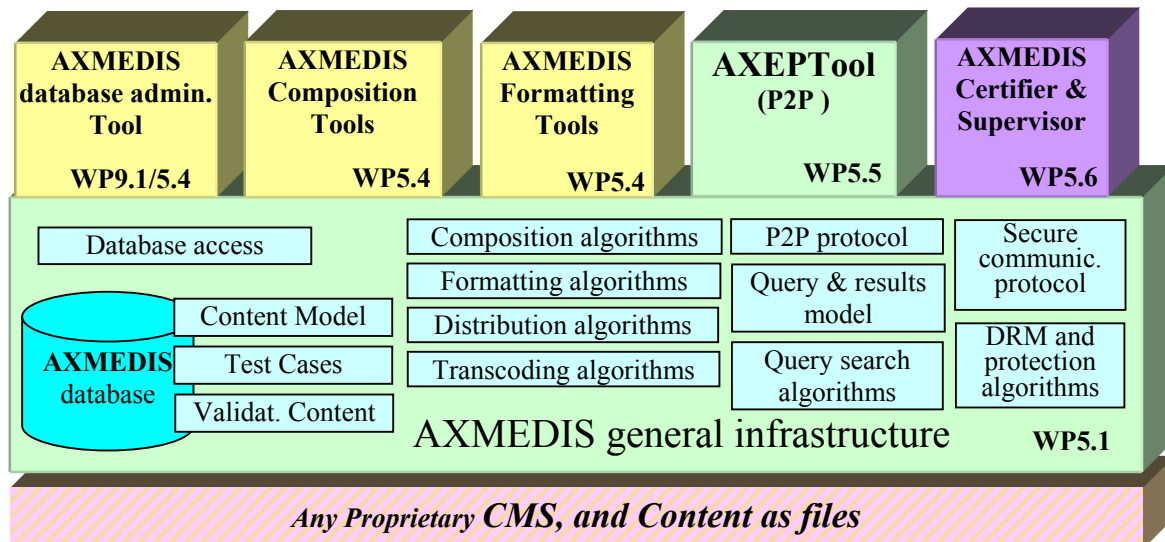 AXMEDIS
database admin.
Tool
WP9.1/5.4
AXMEDIS
Composition
Tools
WP5.4
AXMEDIS
Formatting
Tools
WP5.4
AXEPTool
(P2P )
WP5.5
AXMEDIS
Certifier &
Supervisor
WP5.6
Database access
AXMEDIS
database
Content Model
Test Cases
Validat. Content
Composition algorithms
Formatting algorithms
Distribution algorithms
Transcoding algorithms
P2P protocol
Query & results
model
Query search
algorithms
Secure
communic.
protocol
DRM and
protection
algorithms
AXMEDIS general infrastructure
WP5.1
Any Proprietary CMS, and Content as files